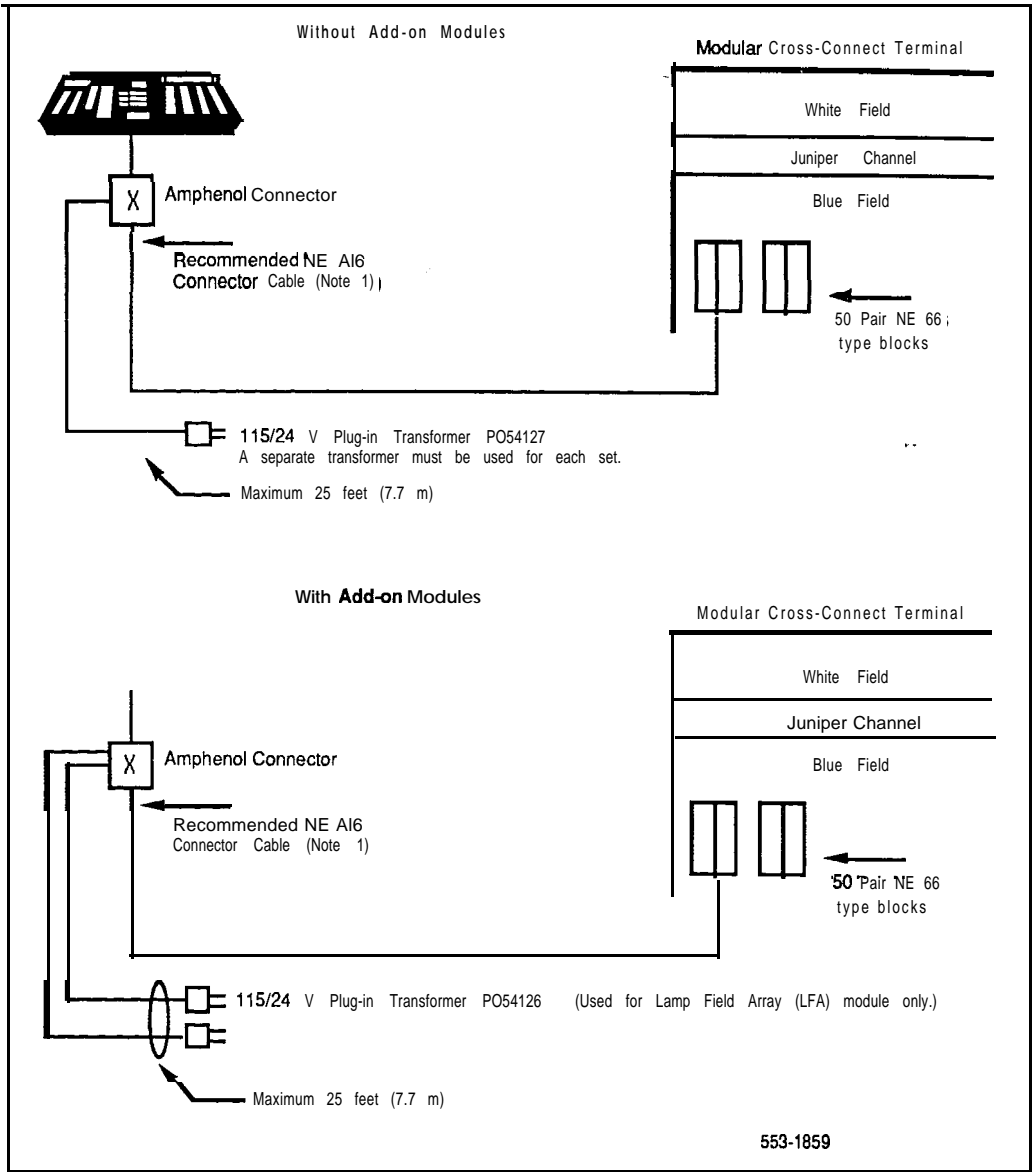 Without Add-on Modules
Modular Cross-Connect Terminal
White Field
Juniper Channel
Blue Field
X
Amphenol Connector
Recommended NE AI6
Connector Cable (Note 1)
50 Pair NE 66
type blocks
115/24 V Plug-in Transformer PO54127
A separate transformer must be used for each set.
Maximum 25 feet (7.7 m)
With Add-on Modules
Modular Cross-Connect Terminal
White Field
Juniper Channel
Blue Field
X
Amphenol Connector
Recommended NE AI6
Connector Cable (Note 1)
50 Pair NE 66
type blocks
115/24 V Plug-in Transformer PO54126 (Used for Lamp Field Array (LFA) module only.)
Maximum 25 feet (7.7 m)
553-1859